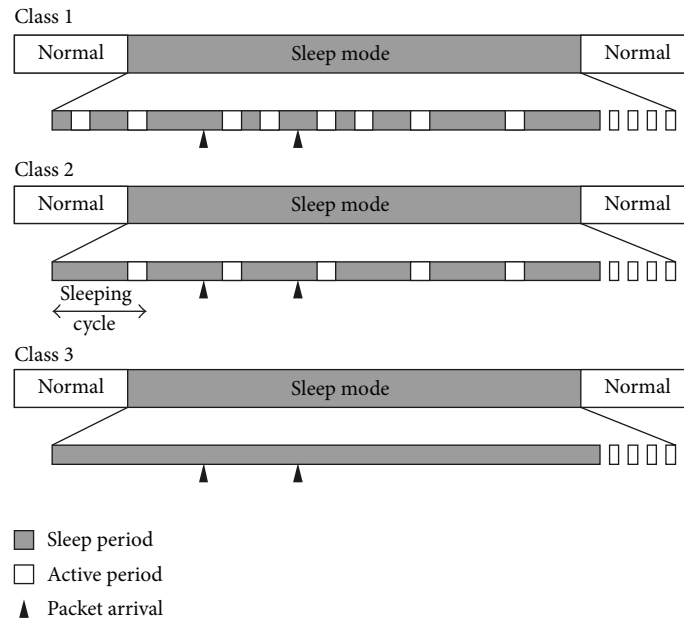 Class 1
Normal Sleep mode Normal
Class 2
Normal Sleep mode Normal
Sleeping
cycle
Class 3
Normal Sleep mode Normal
Sleep period
Active period
Packet arrival